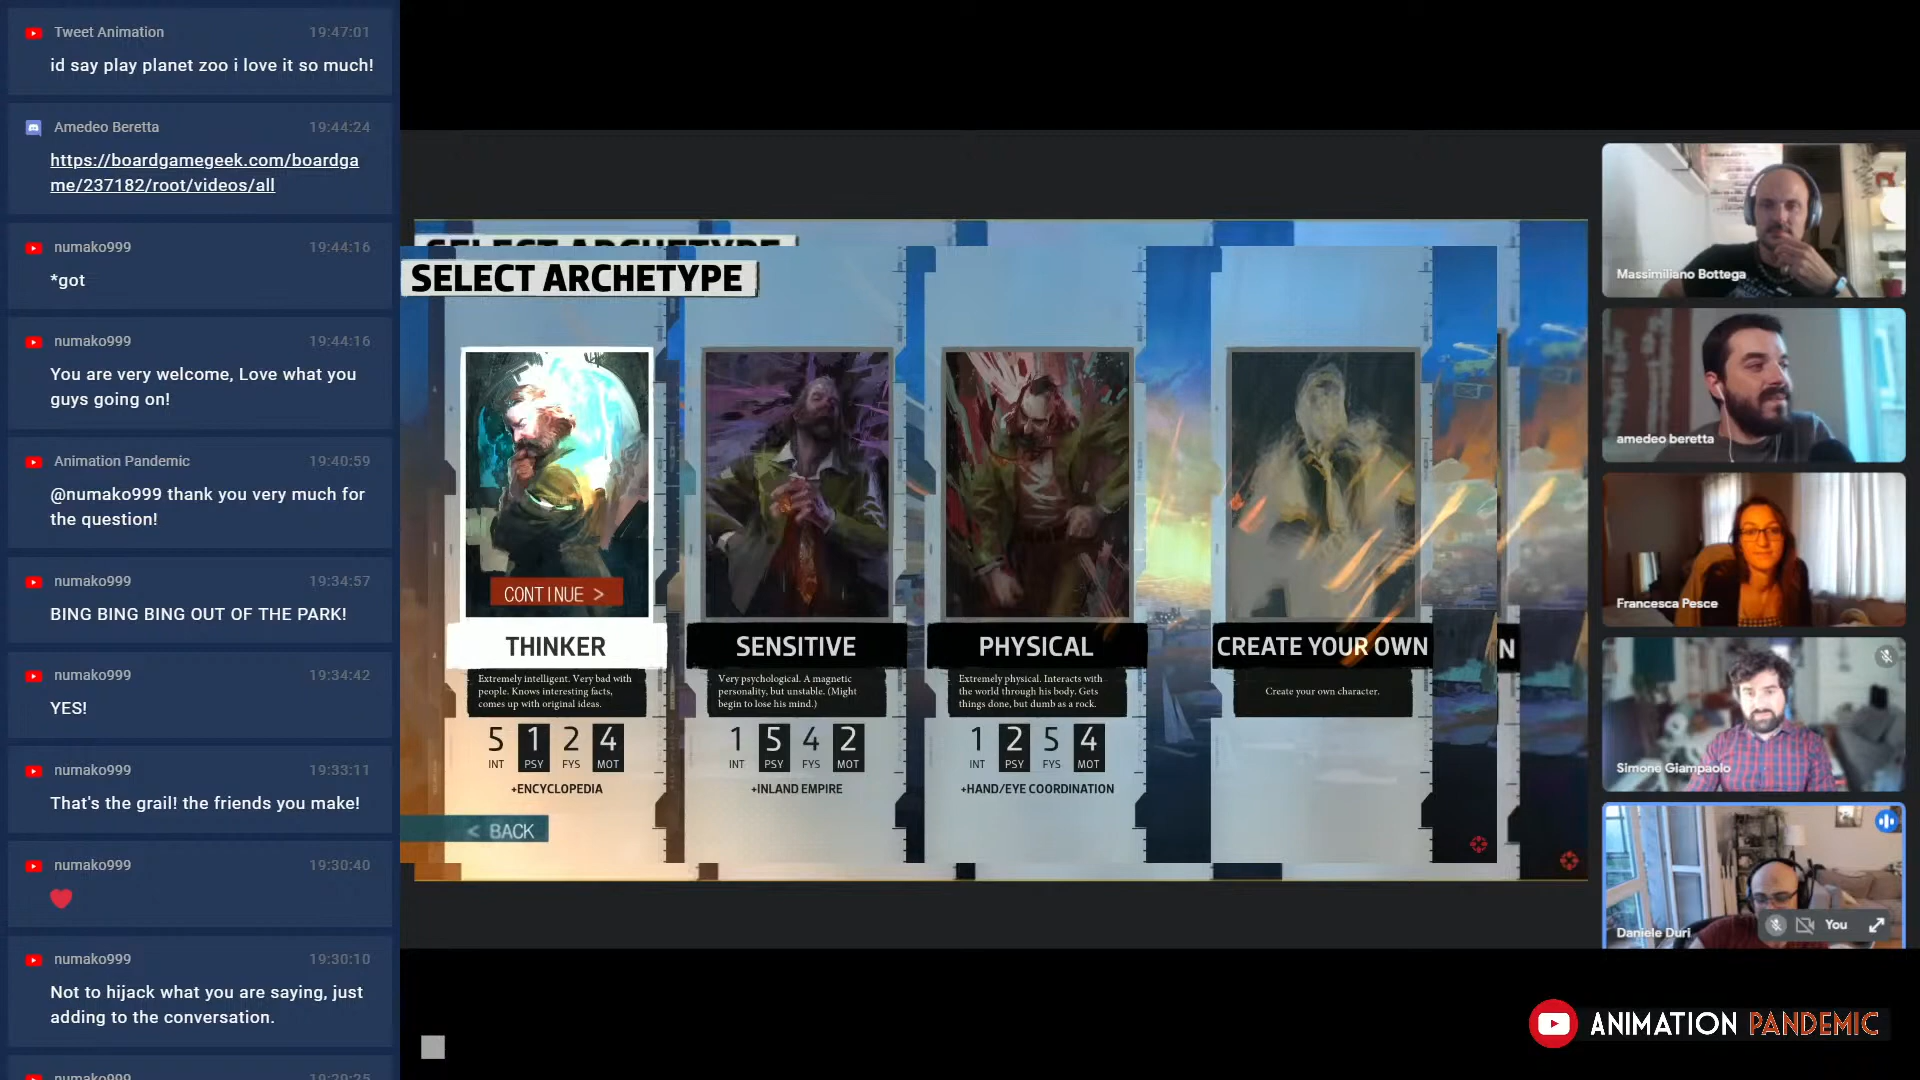 Tweet Animation 19:47:01
id say play planet zoo i love it so much!
Amedeo Beretta 19:44:24
https://boardgamegeek.com/boardga
me/237182/root/videos/all
numako999 19:44:16
*got
numako999 19:44:16
You are very welcome, Love what you
guys going on!
Animation Pandemic 19:40:59
@numako999 thank you very much for
the question!
numako999 19:34:57
BING BING BING OUT OF THE PARK!
numako999 19:34:42
YES!
numako999 19:33:11
That's the grail! the friends you make!
numako999 19:30:40
numako999 19:30:10
Not to hijack what you are saying, just
adding to the conversation.
numako999 19:29:25
SELECT ARCHETYPE
SELECT ARCHETYPE
CONTINUE >
THINKER
Extremely intelligent. Very bad with
people. Knows interesting facts,
comes up with original ideas.
5 1 2 4
INT PSY FYS MOT
+ENCYCLOPEDIA
SENSITIVE
Very psychological. A magnetic
personality, but unstable. (Might
begin to lose his mind.)
1 5 4 2
INT PSY FYS MOT
+INLAND EMPIRE
PHYSICAL
Extremely physical. Interacts with
the world through his body. Gets
things done, but dumb as a rock.
1 2 5 4
INT PSY FYS MOT
+HAND/EYE COORDINATION
CREATE YOUR OWN
Create your own character.
N
< BACK
Massimiliano Bottega
amedeo beretta
Francesca Pesce
Simone Giampaolo
Daniele Duri
You
ANIMATION PANDEMIC